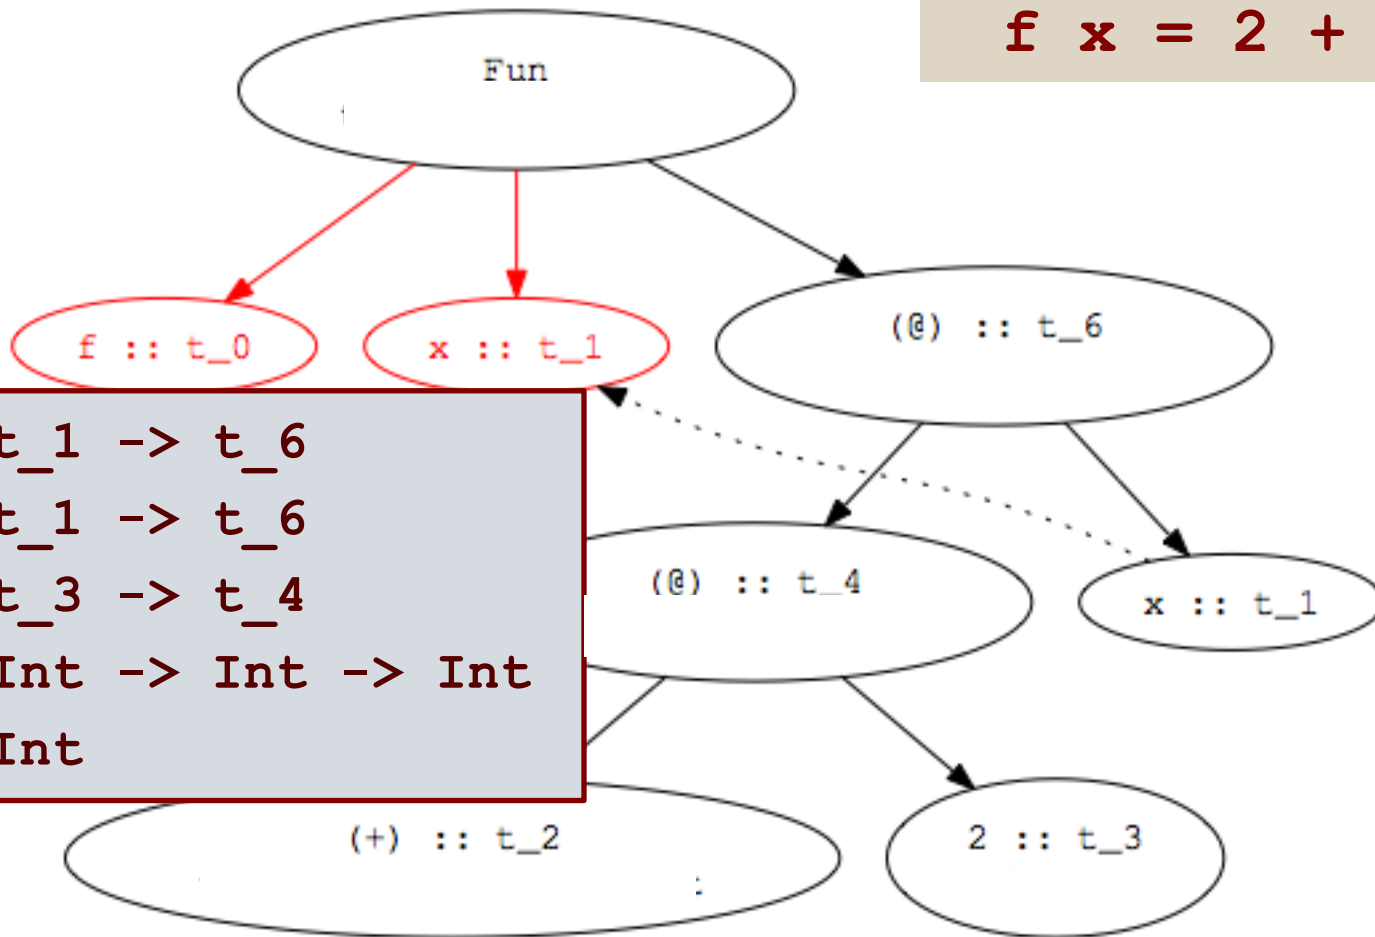 f x = 2 +
Fun
f :: t_0
x :: t_1
(@) :: t_6
t_1 -> t_6
t_1 -> t_6
t_3 -> t_4
Int -> Int -> Int
Int
(@) :: t_4
x :: t_1
(+) :: t_2
2 :: t_3